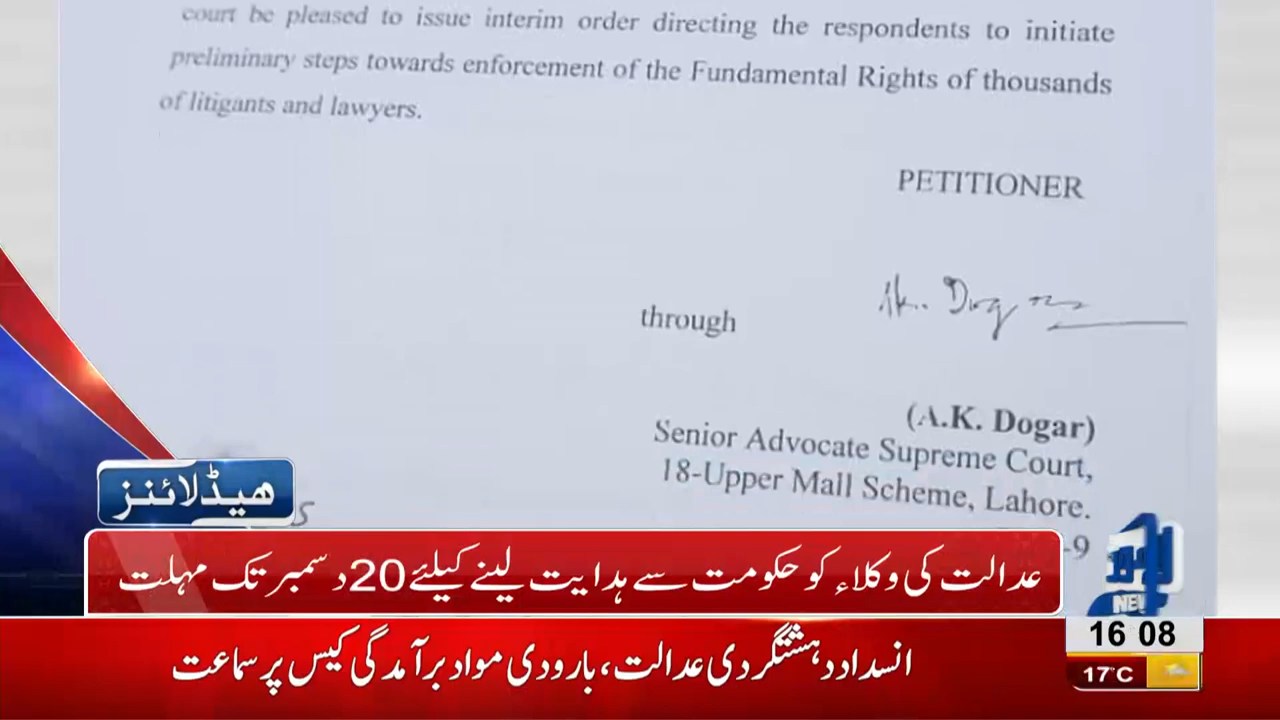 court be pleased to issue interim order directing the respondents to initiate
preliminary steps towards enforcement of the Fundamental Rights of thousands
of litigants and lawyers.
PETITIONER
through
(A.K. Dogar)
Senior Advocate Supreme Court,
18-Upper Mall Scheme, Lahore.
-9
ھیڈلائنز
عدالت کی وکلاء کو حکومت سے ہدایت لینے کیلئے 20 دسمبر تک مہلت
NEWS
انسداد دہشتگردی عدالت، بارودی مواد برآمدگی کیس پر سماعت
16 08
17°C